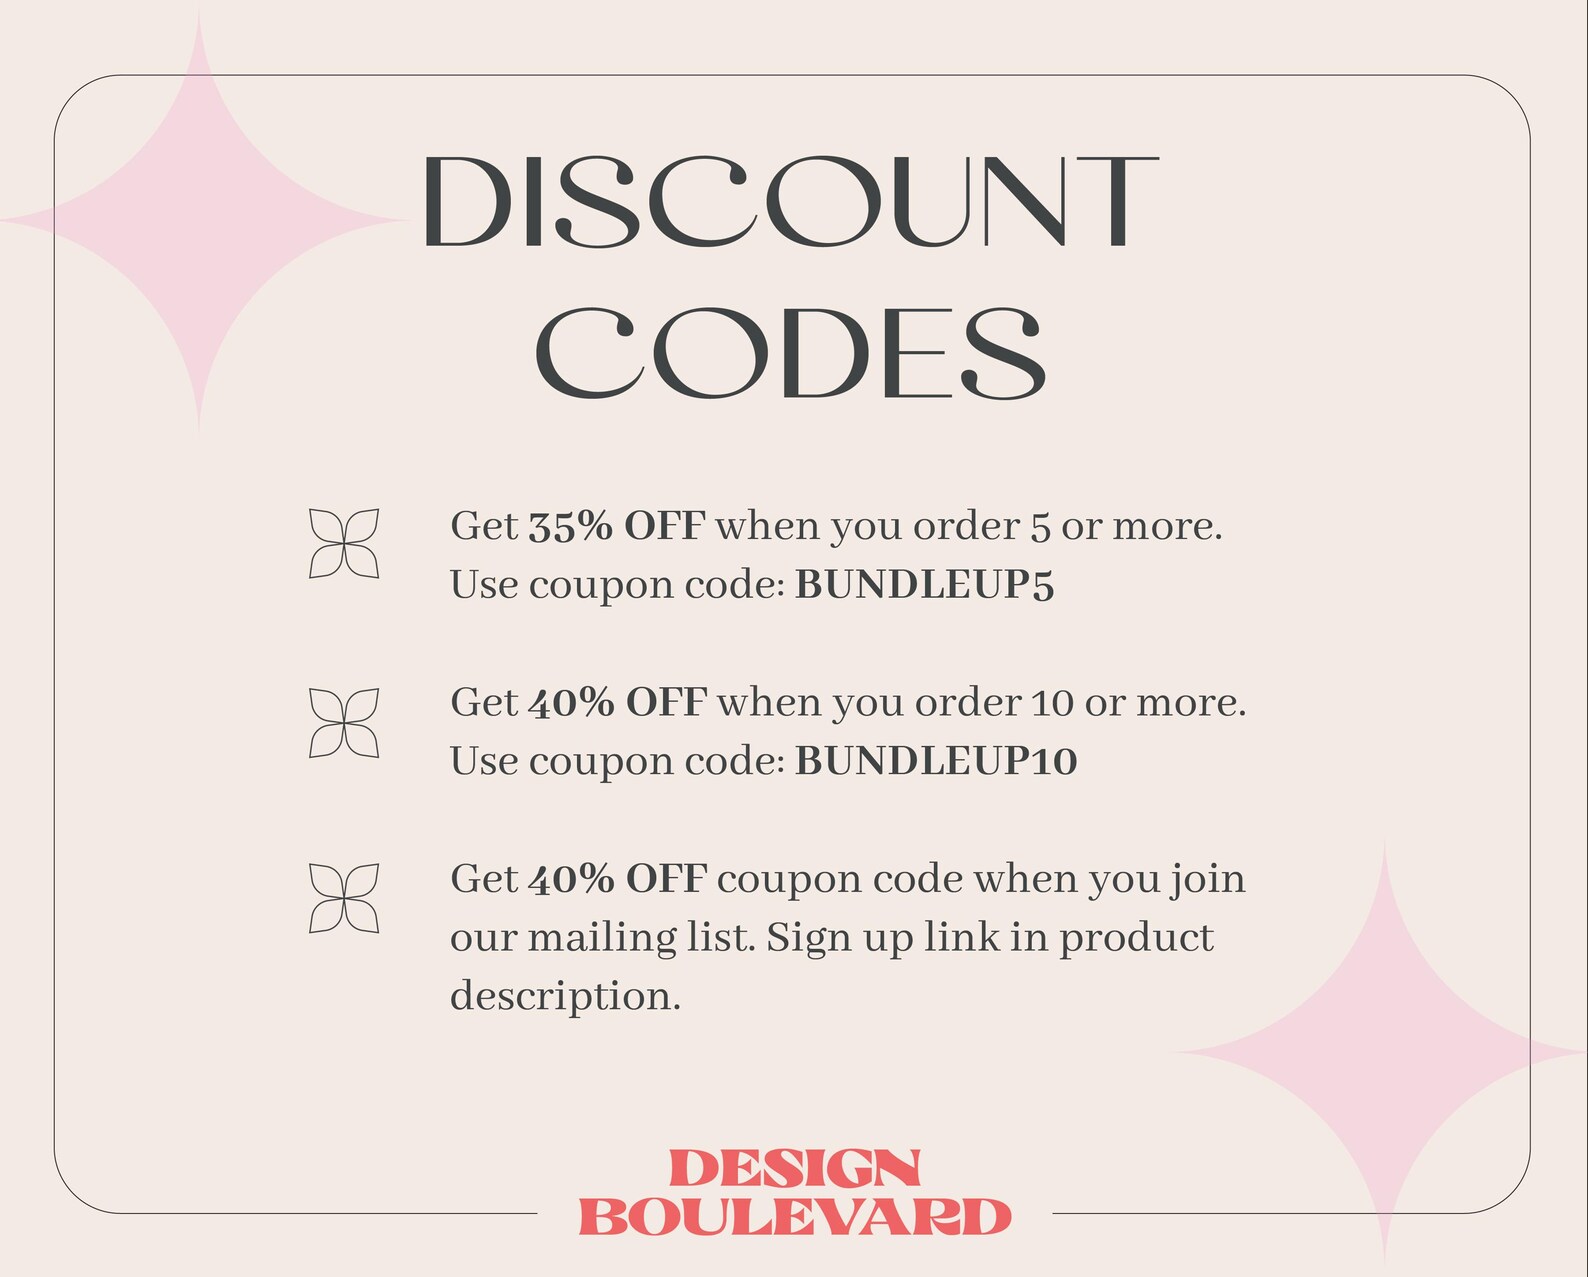 DISCOUNT
CODES
Get 35% OFF when you order 5 or more.
Use coupon code: BUNDLEUP5
Get 40% OFF when you order 10 or more.
Use coupon code: BUNDLEUP10
Get 40% OFF coupon code when you join
our mailing list. Sign up link in product
description.
DESIGN
BOULEVARD